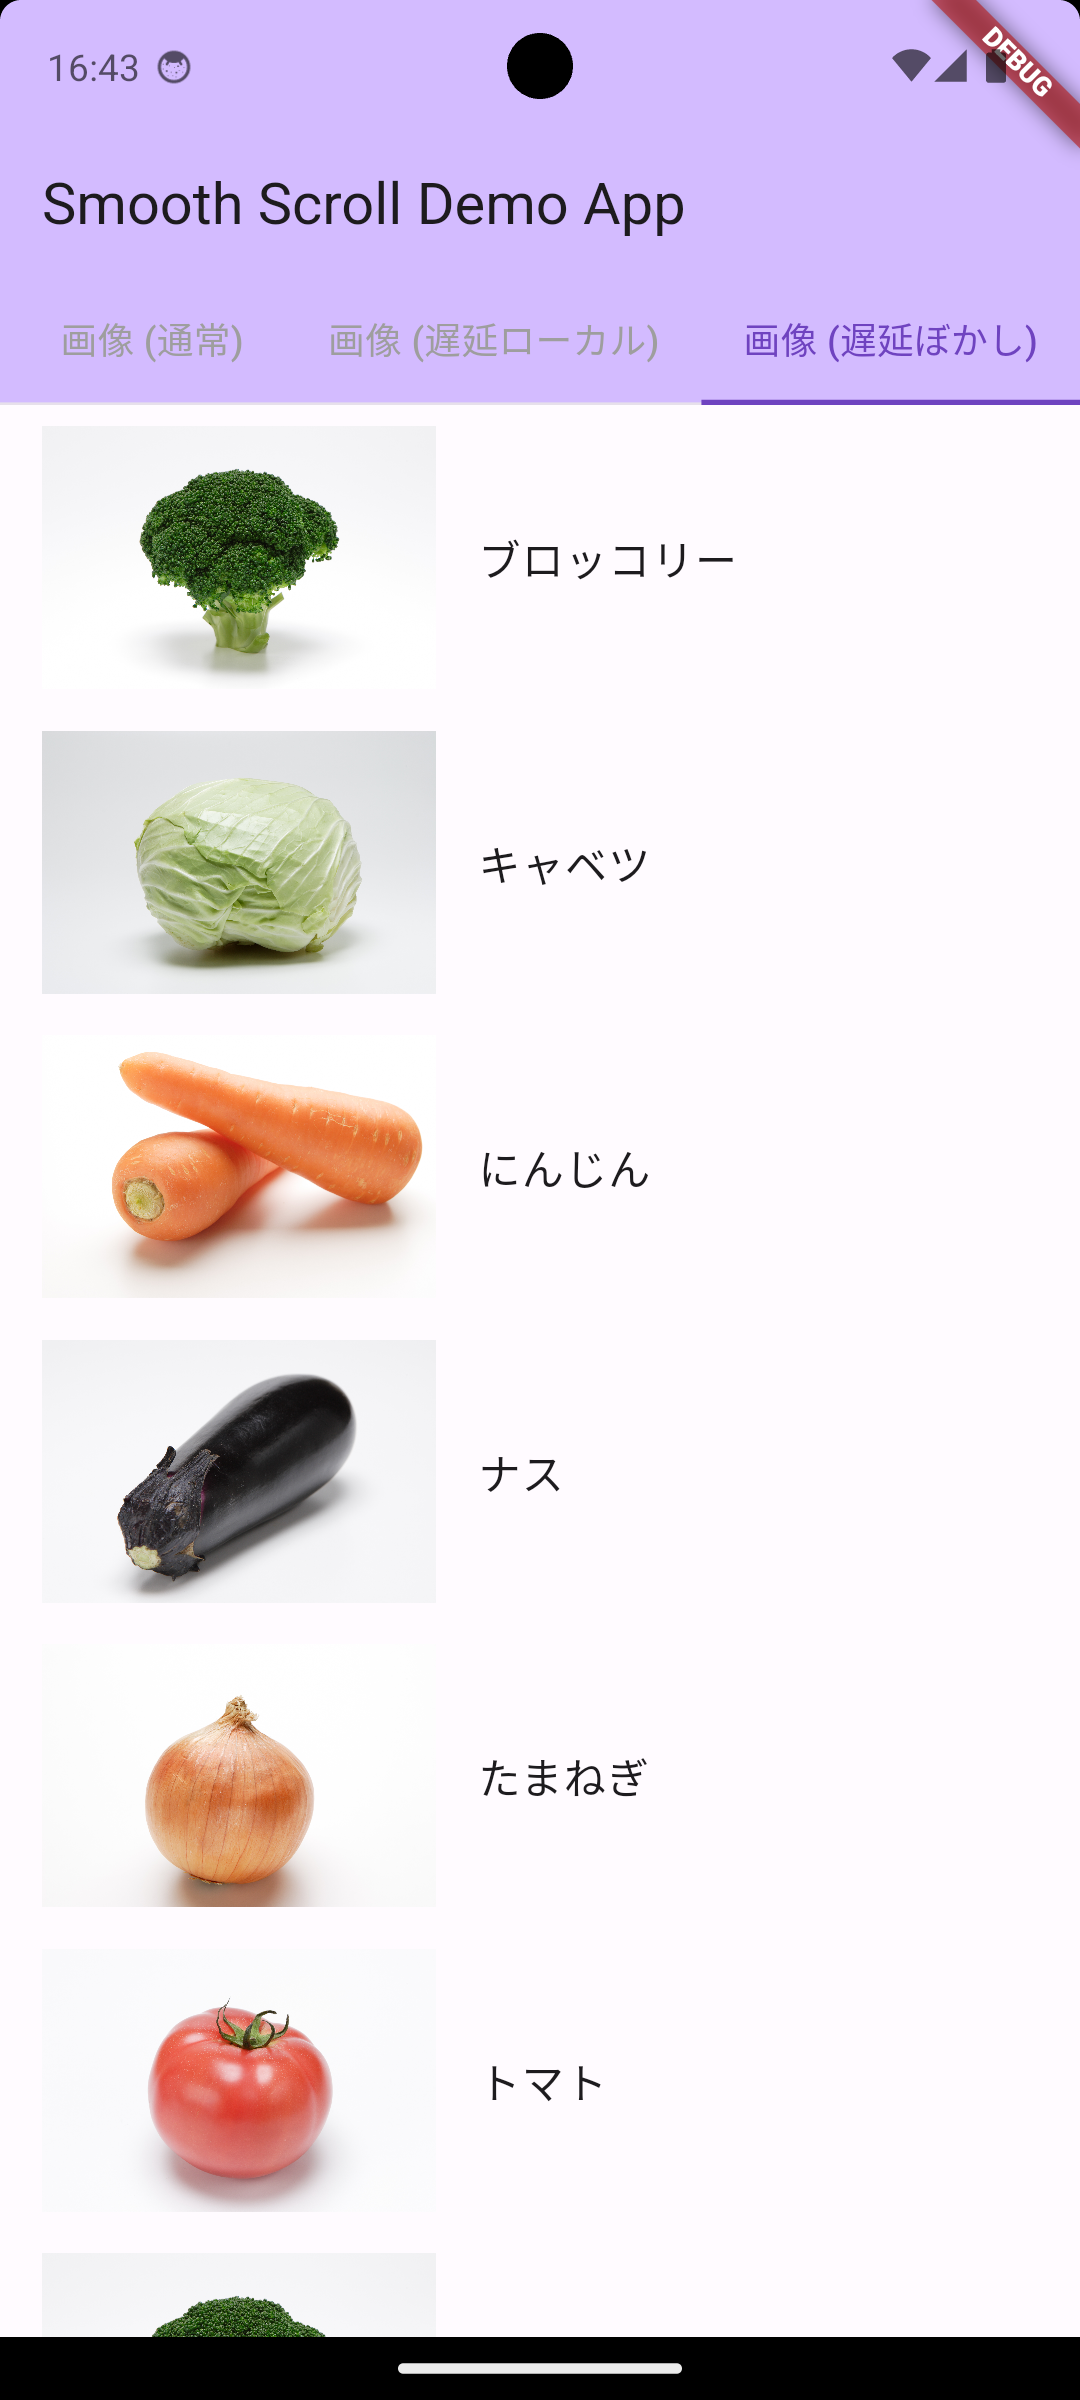 16:43
DEBUG
Smooth Scroll Demo App
画像 (通常)
画像 (遅延ローカル)
画像 (遅延ぼかし)
ブロッコリー
キャベツ
にんじん
ナス
たまねぎ
トマト